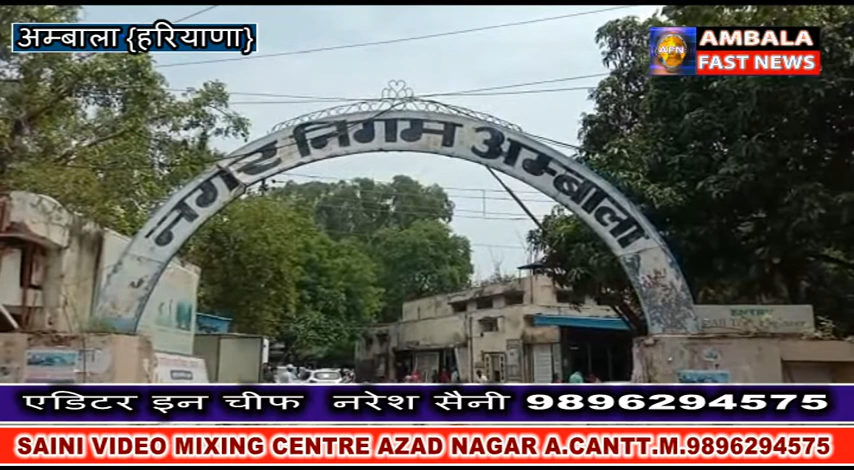 अम्बाला {हरियाणा}
AFN
AMBALA
FAST NEWS
नगर निगम अम्बाला
एडिटर इन चीफ नरेश सैनी 9896294575
SAINI VIDEO MIXING CENTRE AZAD NAGAR A.CANTT.M.9896294575